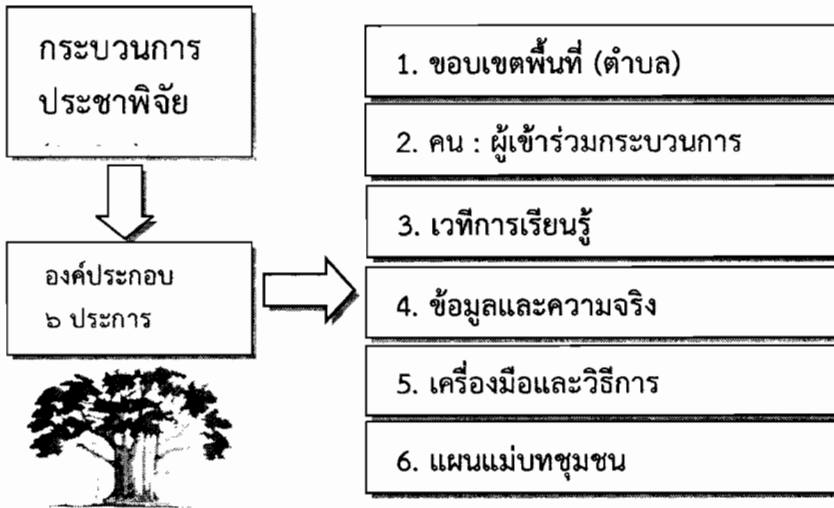 กระบวนการ
ประชาพิจัย
องค์ประกอบ
๖ ประการ
1. ขอบเขตพื้นที่ (ตำบล)
2. คน : ผู้เข้าร่วมกระบวนการ
3. เวทีการเรียนรู้
4. ข้อมูลและความจริง
5. เครื่องมือและวิธีการ
6. แผนแม่บทชุมชน